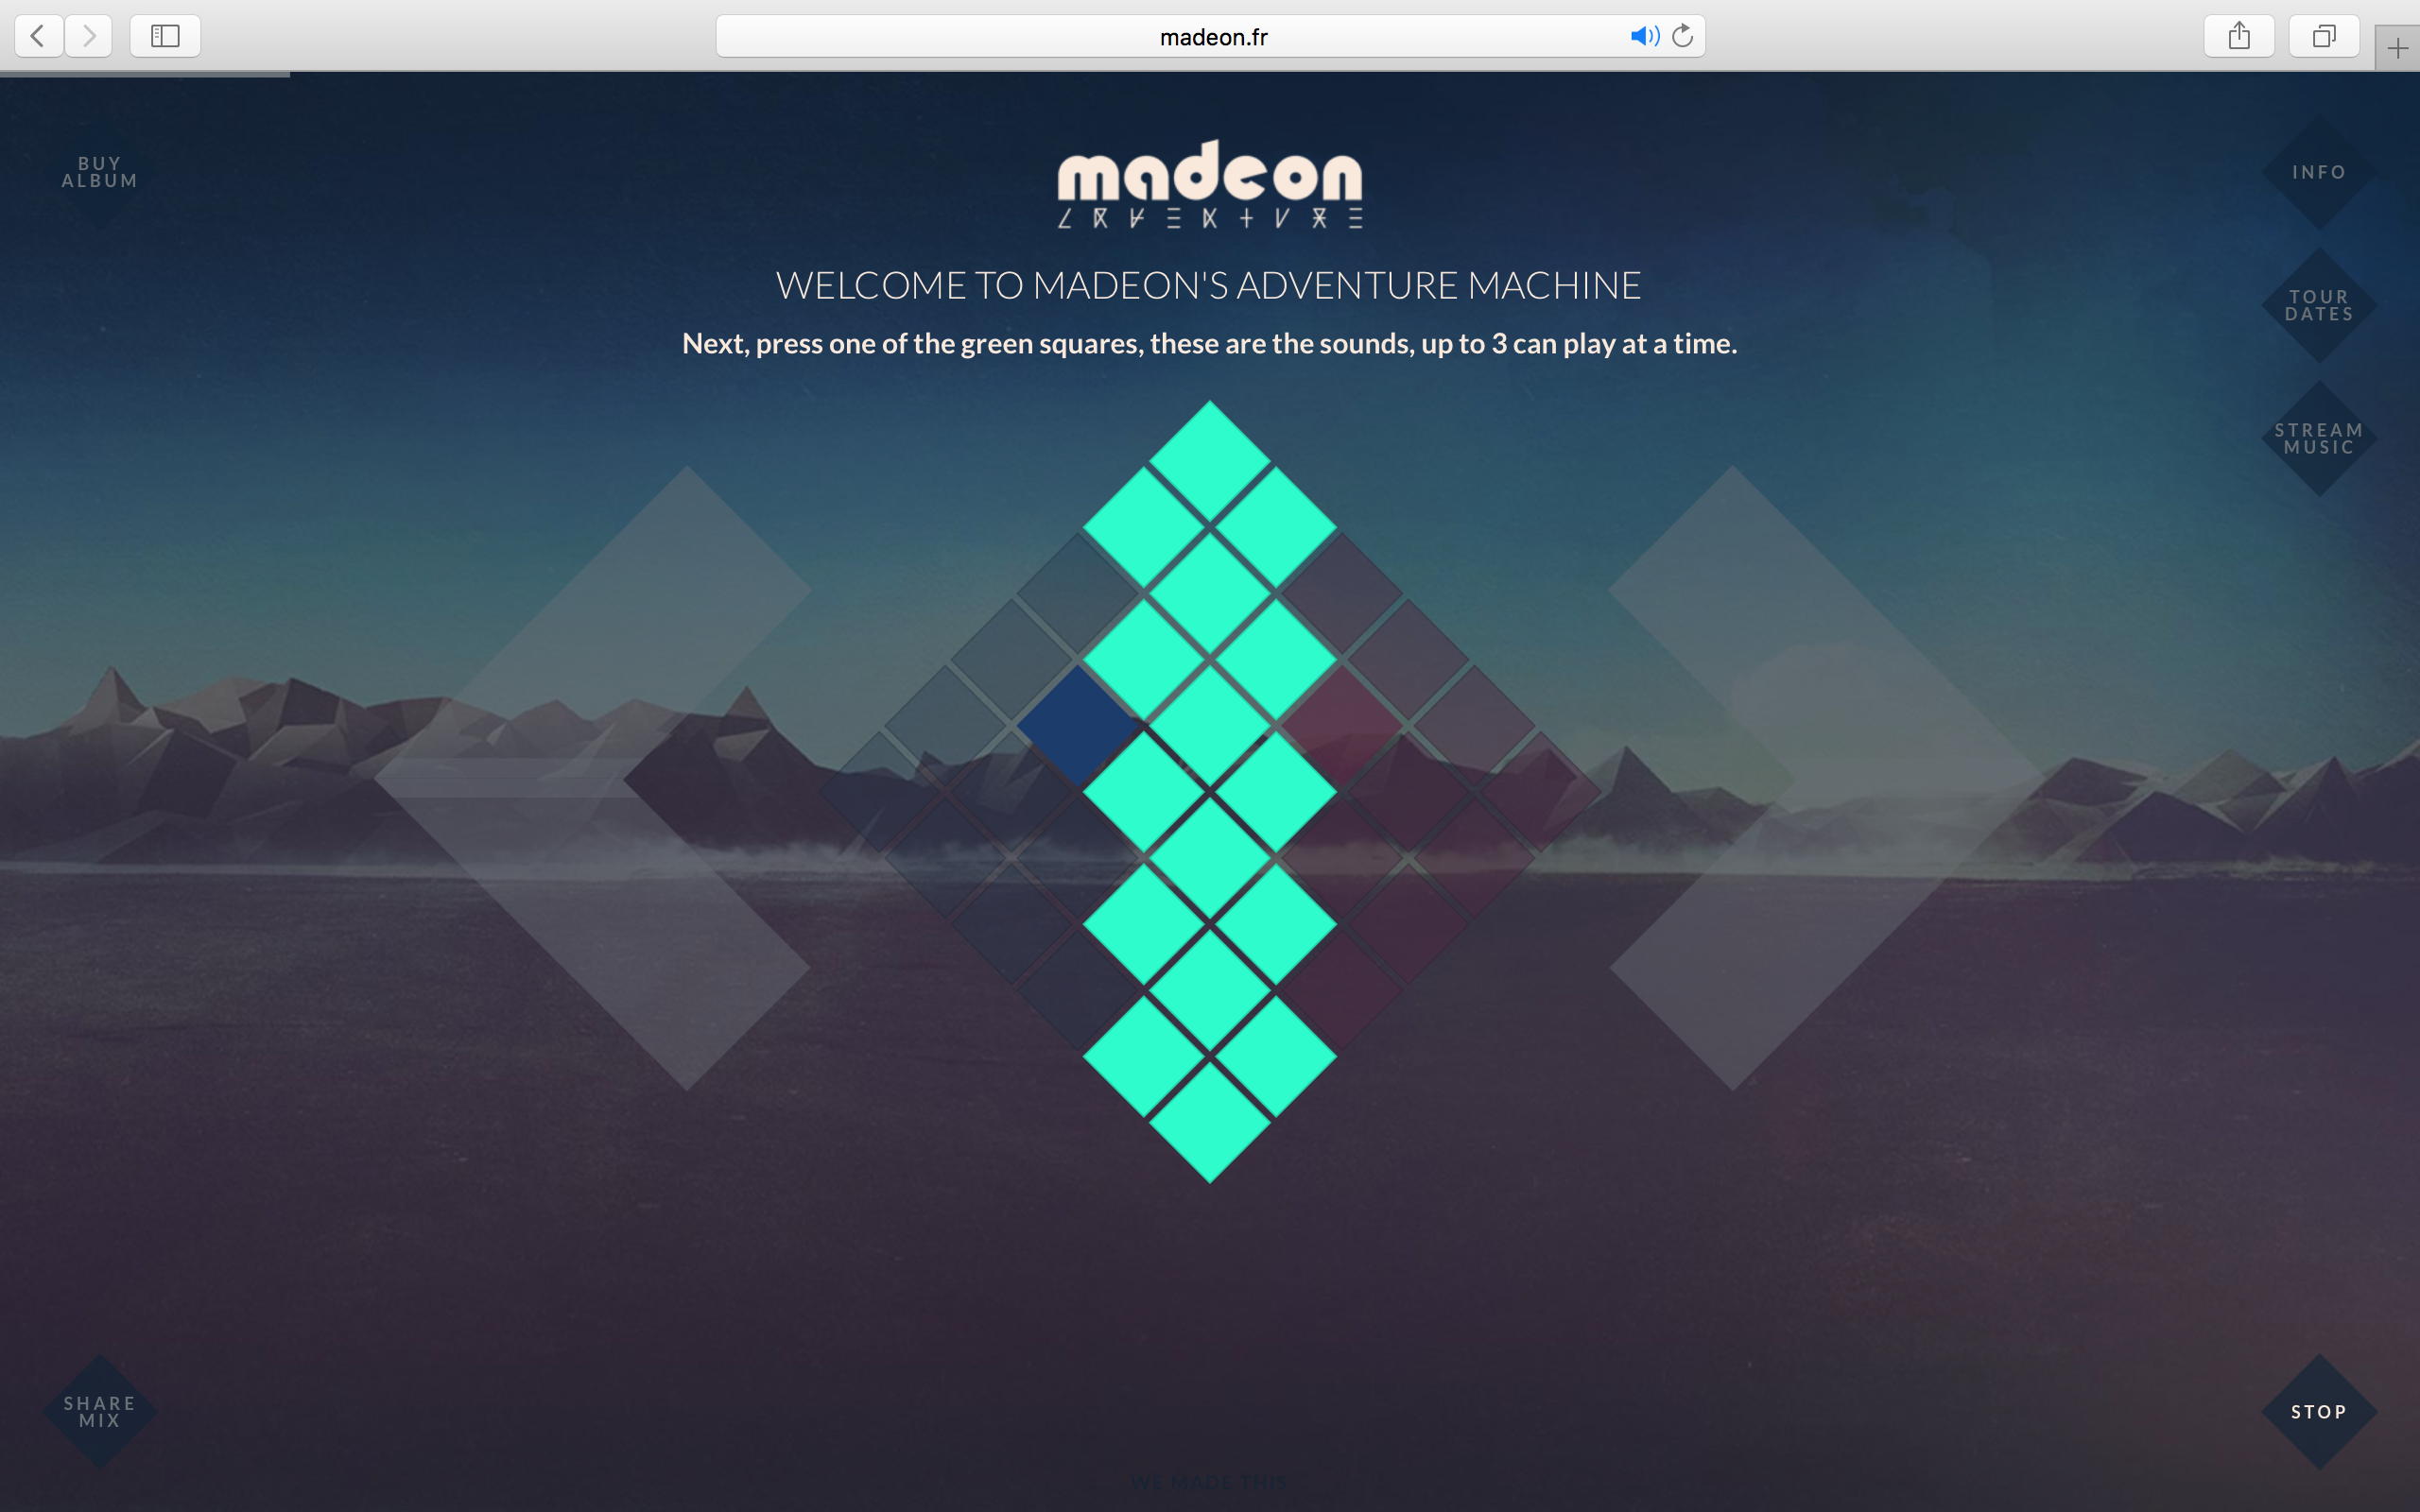 madeon.fr
BUY
ALBUM
madeon
INFO
WELCOME TO MADEON'S ADVENTURE MACHINE
TOUR
DATES
Next, press one of the green squares, these are the sounds, up to 3 can play at a time.
STREAM
MUSIC
SHARE
MIX
STOP
WE MADE THIS